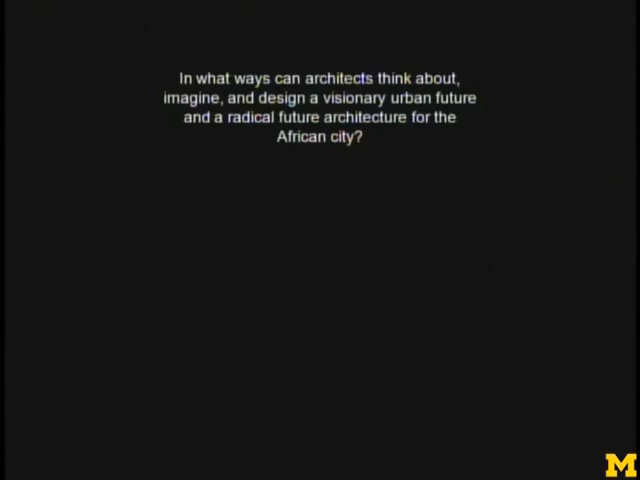 In what ways can architects think about,
imagine, and design a visionary urban future
and a radical future architecture for the
African city?
M